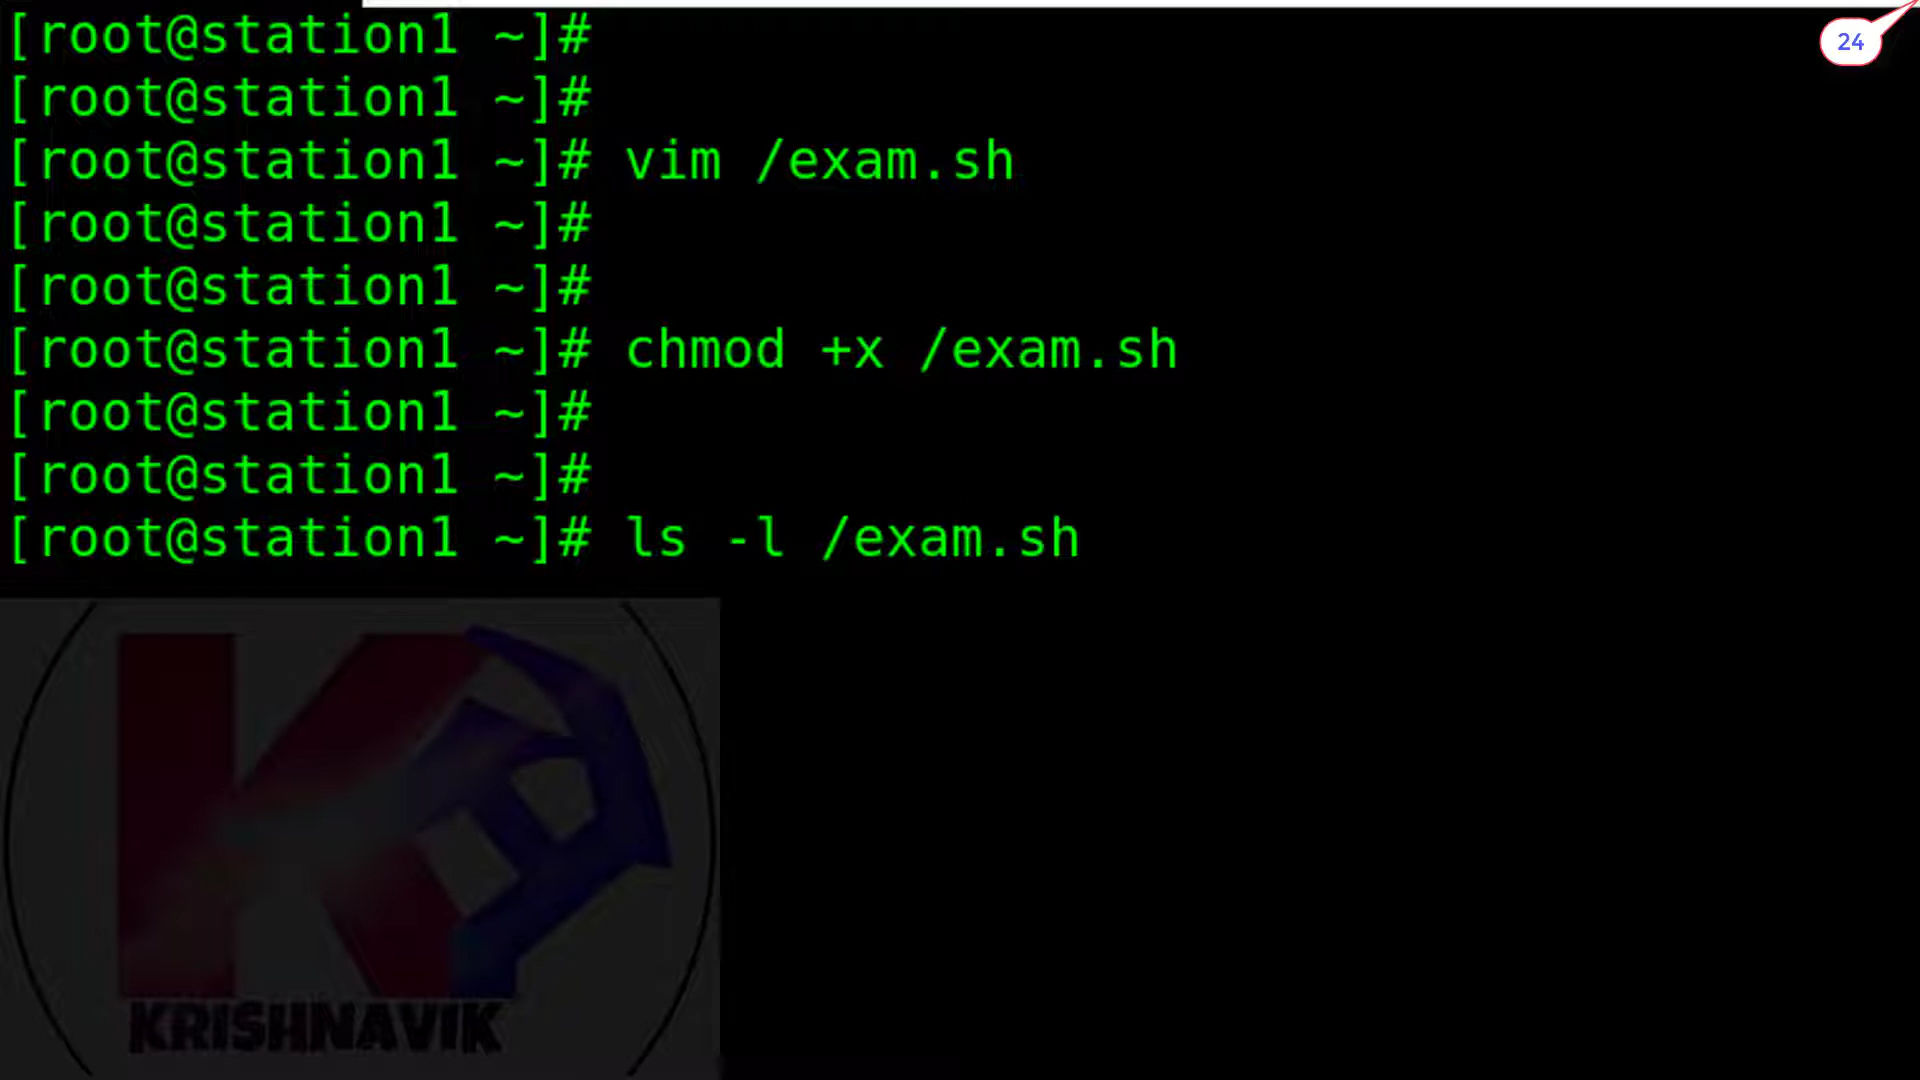 [root@station1 ~]#
24
[root@station1 ~]#
[root@station1 ~]# vim /exam.sh
[root@station1 ~]#
[root@station1 ~]#
[root@station1 ~]# chmod +x /exam.sh
[root@station1 ~]#
[root@station1 ~]#
[root@station1 ~]# ls -l /exam.sh
KRISHNAVIK